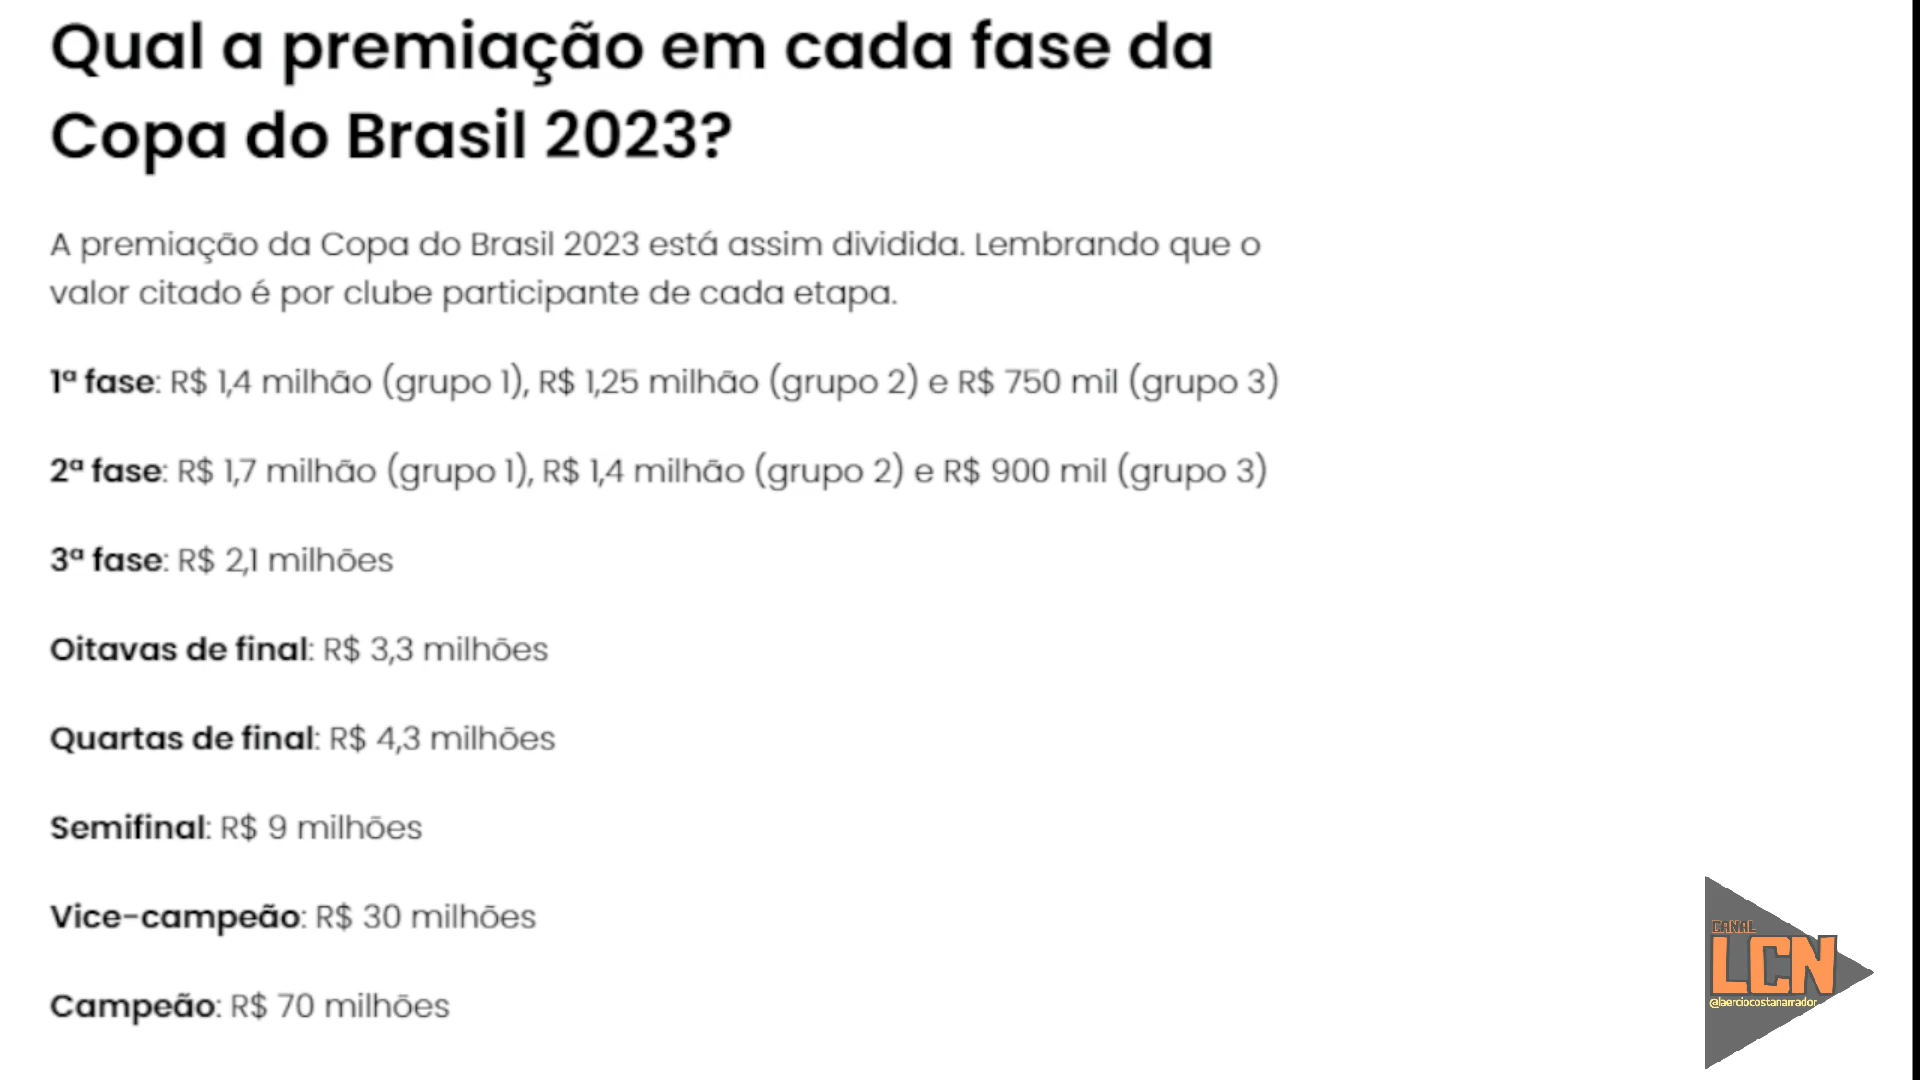 Qual a premiação em cada fase da
Copa do Brasil 2023?
A premiação da Copa do Brasil 2023 está assim dividida. Lembrando que o
valor citado é por clube participante de cada etapa.
1ª fase: R$ 1,4 milhão (grupo 1), R$ 1,25 milhão (grupo 2) e R$ 750 mil (grupo 3)
2ª fase: R$ 1,7 milhão (grupo 1), R$ 1,4 milhão (grupo 2) e R$ 900 mil (grupo 3)
3ª fase: R$ 2,1 milhões
Oitavas de final: R$ 3,3 milhões
Quartas de final: R$ 4,3 milhões
Semifinal: R$ 9 milhões
Vice-campeão: R$ 30 milhões
Campeão: R$ 70 milhões
CANAL
LCN
@laerciocostanarrador